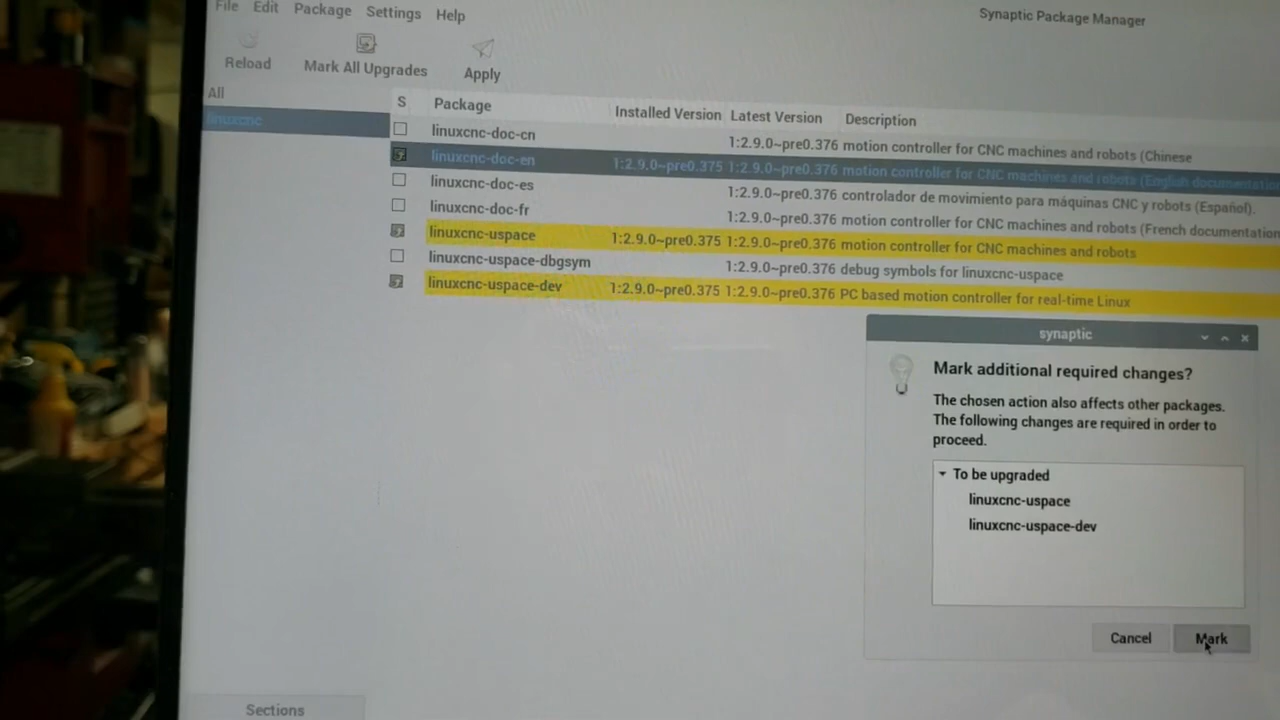 File Edit Package Settings Help
Synaptic Package Manager
Reload Mark All Upgrades Apply
All
linuxcnc
S Package Installed Version Latest Version Description
linuxcnc-doc-cn 1:2.9.0~pre0.376 motion controller for CNC machines and robots (Chinese
linuxcnc-doc-en 1:2.9.0~pre0.375 1:2.9.0~pre0.376 motion controller for CNC machines and robots (English documentatio
linuxcnc-doc-es 1:2.9.0~pre0.376 controlador de movimiento para máquinas CNC y robots (Español).
linuxcnc-doc-fr 1:2.9.0~pre0.376 motion controller for CNC machines and robots (French documentation
linuxcnc-uspace 1:2.9.0~pre0.375 1:2.9.0~pre0.376 motion controller for CNC machines and robots
linuxcnc-uspace-dbgsym 1:2.9.0~pre0.376 debug symbols for linuxcnc-uspace
linuxcnc-uspace-dev 1:2.9.0~pre0.375 1:2.9.0~pre0.376 PC based motion controller for real-time Linux
synaptic
Mark additional required changes?
The chosen action also affects other packages.
The following changes are required in order to
proceed.
To be upgraded
linuxcnc-uspace
linuxcnc-uspace-dev
Cancel Mark
Sections